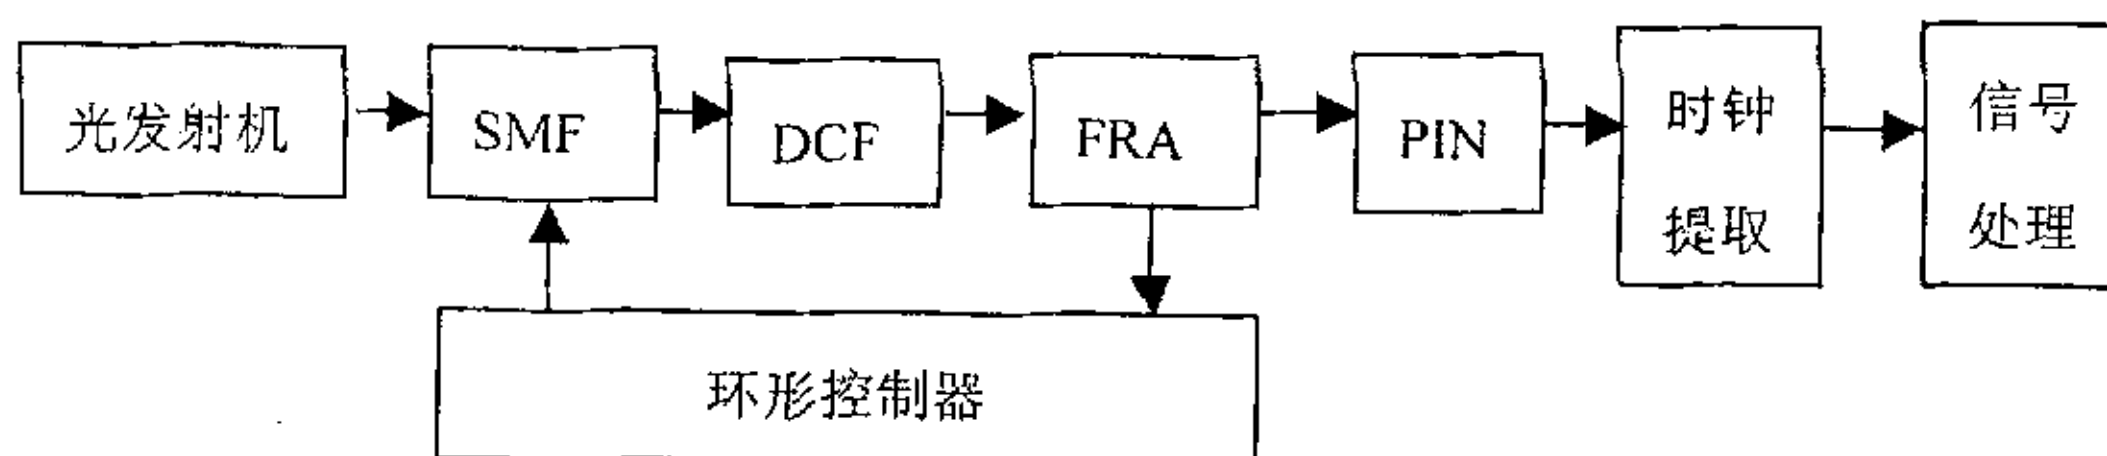 光发射机
SMF
DCF
FRA
PIN
时钟
提取
信号
处理
环形控制器